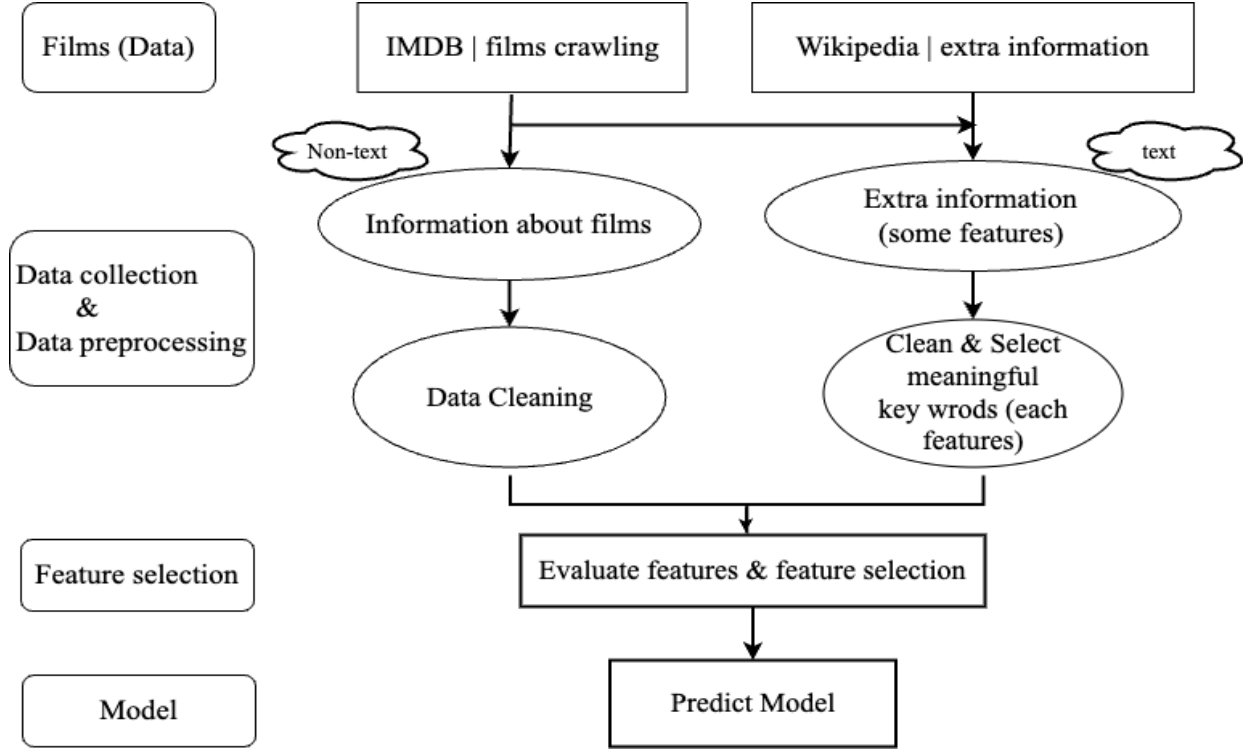 Films (Data)
IMDB | films crawling
Wikipedia | extra information
Non-text
text
Information about films
Extra information
(some features)
Data collection
&
Data preprocessing
Data Cleaning
Clean & Select
meaningful
key wrods (each
features)
Feature selection
Evaluate features & feature selection
Model
Predict Model